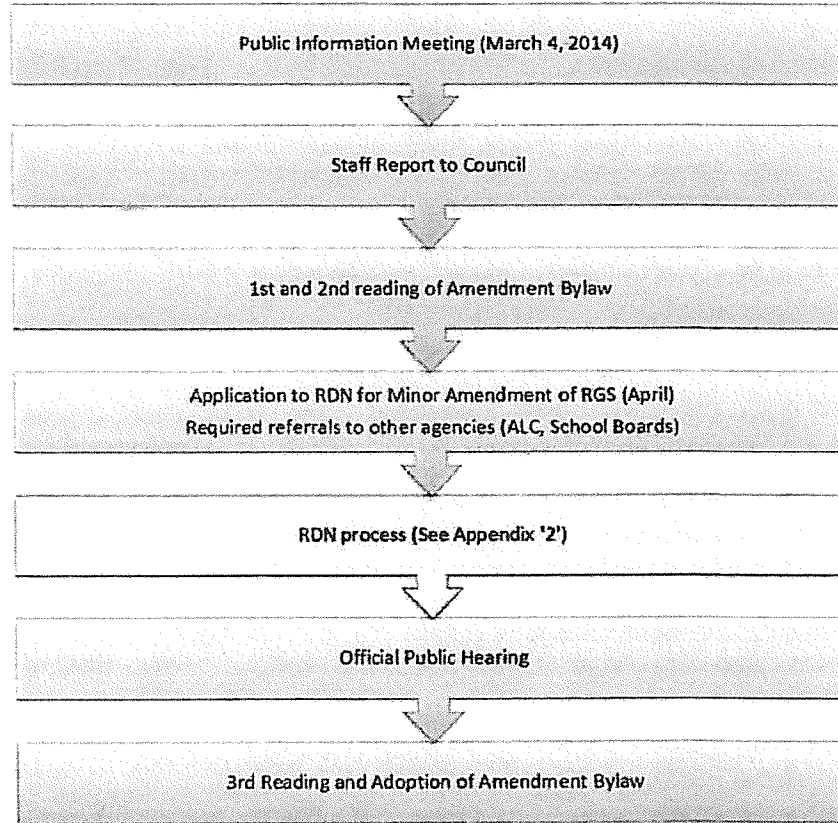 Public Information Meeting (March 4, 2014)
Staff Report to Council
1st and 2nd reading of Amendment Bylaw
Application to RDN for Minor Amendment of RGS (April)
Required referrals to other agencies (ALC, School Boards)
RDN process (See Appendix '2')
Official Public Hearing
3rd Reading and Adoption of Amendment Bylaw